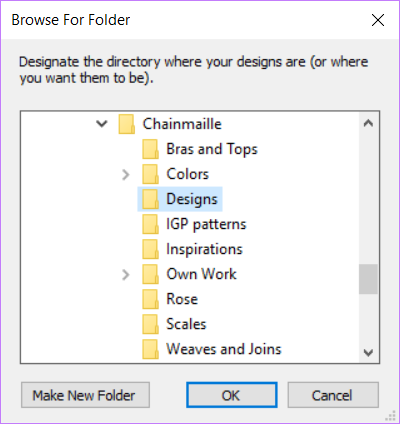 Browse For Folder
Designate the directory where your designs are (or where
you want them to be).
Chainmaille
Bras and Tops
Colors
Designs
IGP patterns
Inspirations
Own Work
Rose
Scales
Weaves and Joins
Make New Folder
OK
Cancel